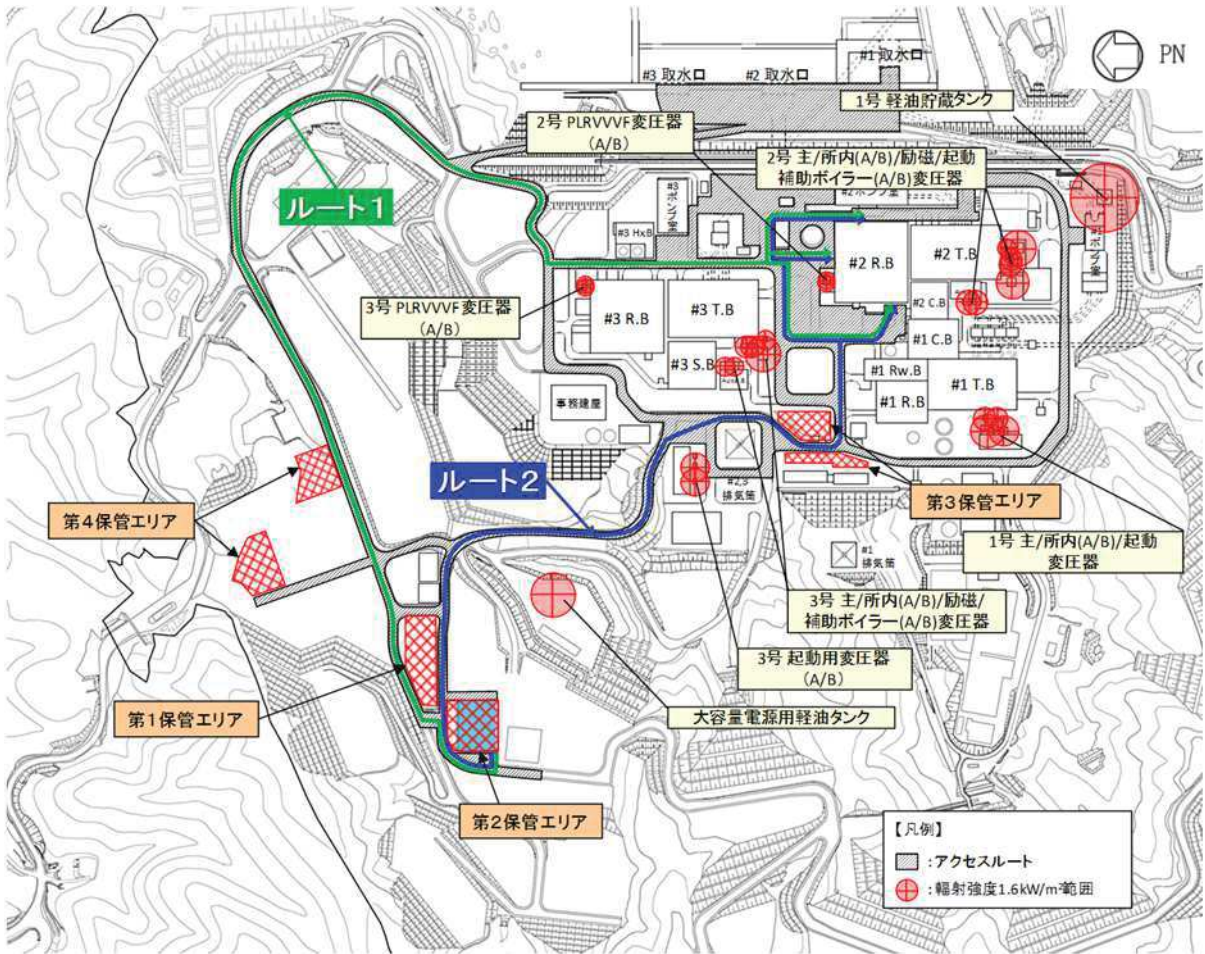 #1 取水口
#3 取水口
#2 取水口
PN
1号 軽油貯蔵タンク
2号 PLRVVVF変圧器
(A/B)
2号 主/所内(A/B)/励磁/起動
補助ボイラー(A/B)変圧器
ルート1
#3
ポンプ室
#3 HxB
#2 ポンプ室
#2 R.B
#2 T.B
3号 PLRVVVF変圧器
(A/B)
#3 R.B
#3 T.B
#2 C.B
#1 C.B
#3 S.B
#1 Rw.B
#1 T.B
#1 R.B
事務建屋
ルート2
#2,3
排気筒
第3保管エリア
第4保管エリア
#1
排気筒
1号 主/所内(A/B)/起動
変圧器
3号 主/所内(A/B)/励磁/
補助ボイラー(A/B)変圧器
3号 起動用変圧器
(A/B)
第1保管エリア
大容量電源用軽油タンク
第2保管エリア
【凡例】
:アクセスルート
:輻射強度1.6kW/m²範囲